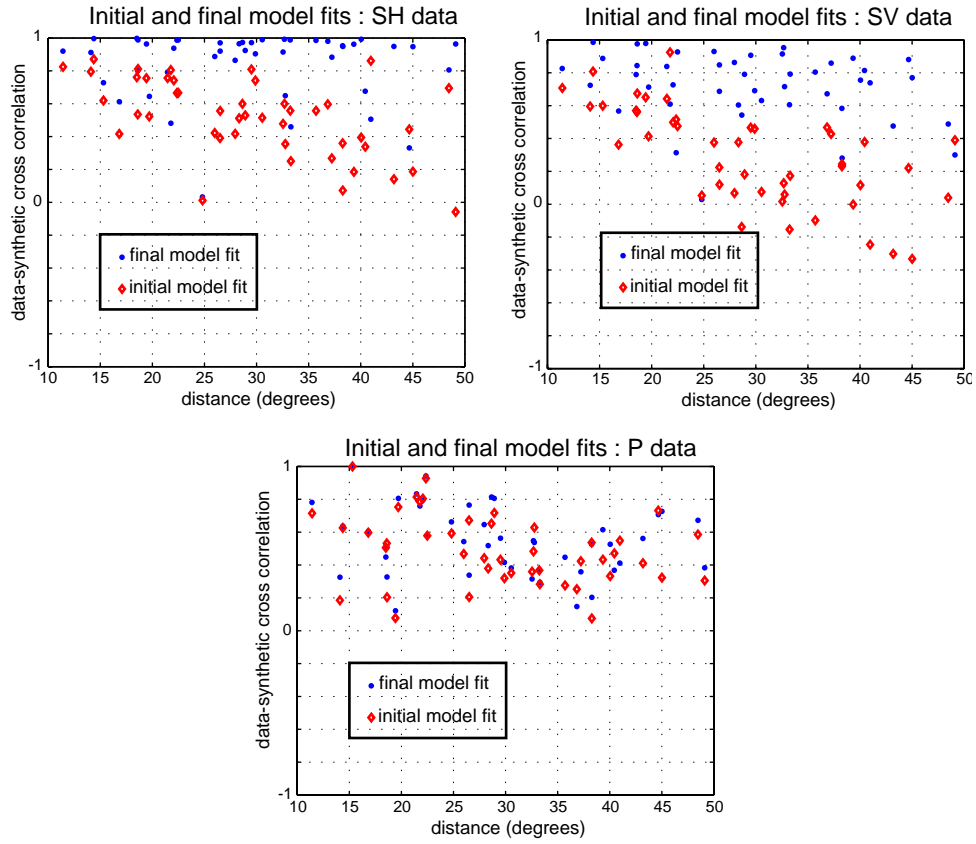 Initial and final model fits : SH data
1
0
-1
data-synthetic cross correlation
final model fit
initial model fit
10 15 20 25 30 35 40 45 50
distance (degrees)
Initial and final model fits : SV data
1
0
-1
data-synthetic cross correlation
final model fit
initial model fit
10 15 20 25 30 35 40 45 50
distance (degrees)
Initial and final model fits : P data
1
0
-1
data-synthetic cross correlation
final model fit
initial model fit
10 15 20 25 30 35 40 45 50
distance (degrees)